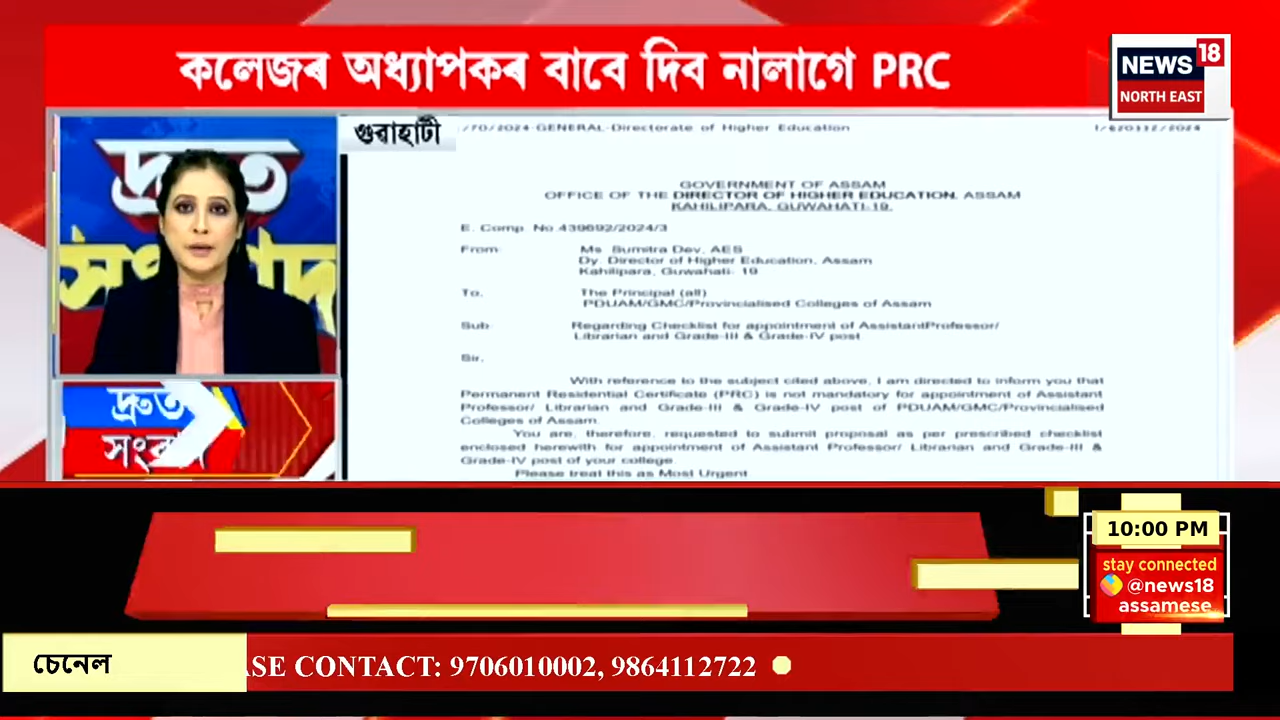 কলেজৰ অধ্যাপকৰ বাবে দিব নালাগে PRC
NEWS 18
NORTH EAST
গুৱাহাটী
/70/2024-GENERAL-Directorate of Higher Education
GOVERNMENT OF ASSAM
OFFICE OF THE DIRECTOR OF HIGHER EDUCATION, ASSAM
KAHILIPARA, GUWAHATI-19.
E. Comp. No.439692/2024/3
From Ms. Sumitra Dev, AES
Dy. Director of Higher Education, Assam
Kahilipara, Guwahati- 19
To, The Principal (all)
PDUAM/GMC/Provincialised Colleges of Assam
Sub Regarding Checklist for appointment of AssistantProfessor/
Librarian and Grade-III & Grade-IV post
Sir,
With reference to the subject cited above, I am directed to inform you that
Permanent Residential Certificate (PRC) is not mandatory for appointment of Assistant
Professor/ Librarian and Grade-III & Grade-IV post of PDUAM/GMC/Provincialised
Colleges of Assam.
You are, therefore, requested to submit proposal as per prescribed checklist
enclosed herewith for appointment of Assistant Professor/ Librarian and Grade-III &
Grade-IV post of your college.
Please treat this as Most Urgent
দ্ৰুত
দ্ৰুত
10:00 PM
stay connected
@news18
assamese
চেনেল
ASE CONTACT: 9706010002, 9864112722